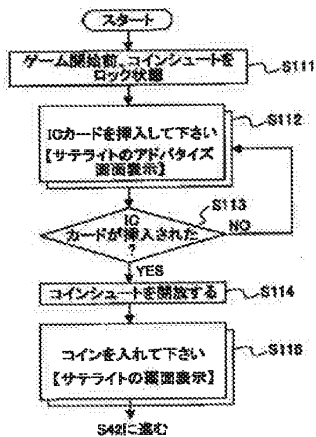 スタート
ゲーム開始前、コインシュートを
ロック状態
S111
ICカードを挿入して下さい
【サテライトのアドバタイズ
画面表示】
S112
IC
カードが挿入された
?
S113
NO
YES
コインシュートを開放する
S114
コインを入れて下さい
【サテライトの画面表示】
S115
S42に進む